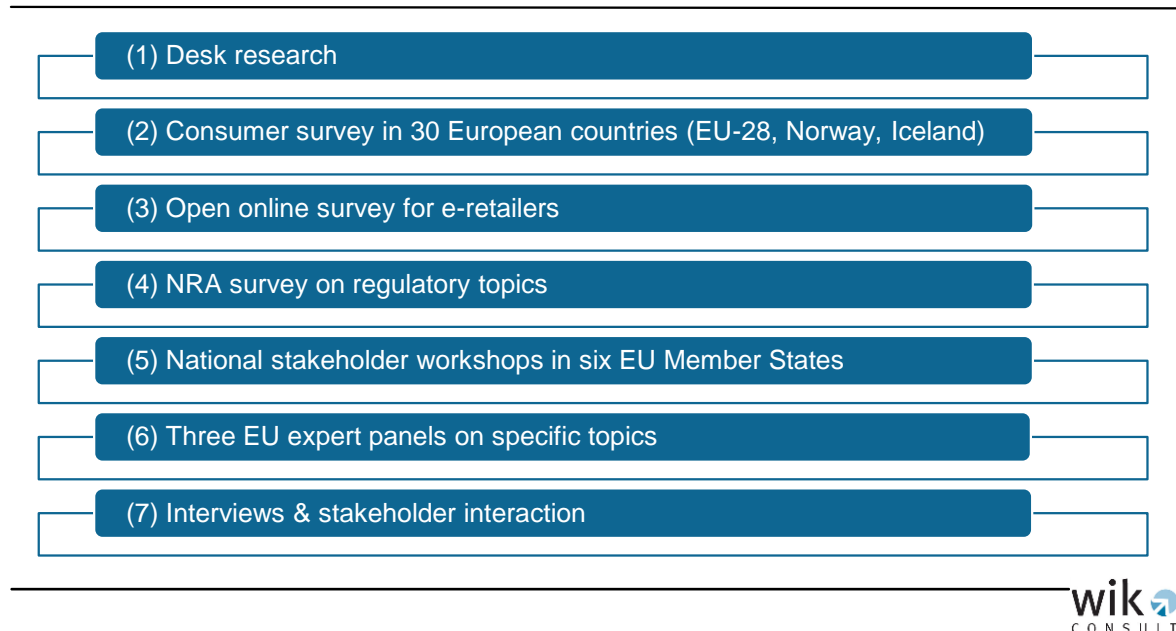 (1) Desk research
(2) Consumer survey in 30 European countries (EU-28, Norway, Iceland)
(3) Open online survey for e-retailers
(4) NRA survey on regulatory topics
(5) National stakeholder workshops in six EU Member States
(6) Three EU expert panels on specific topics
(7) Interviews & stakeholder interaction
wik
CONSULT